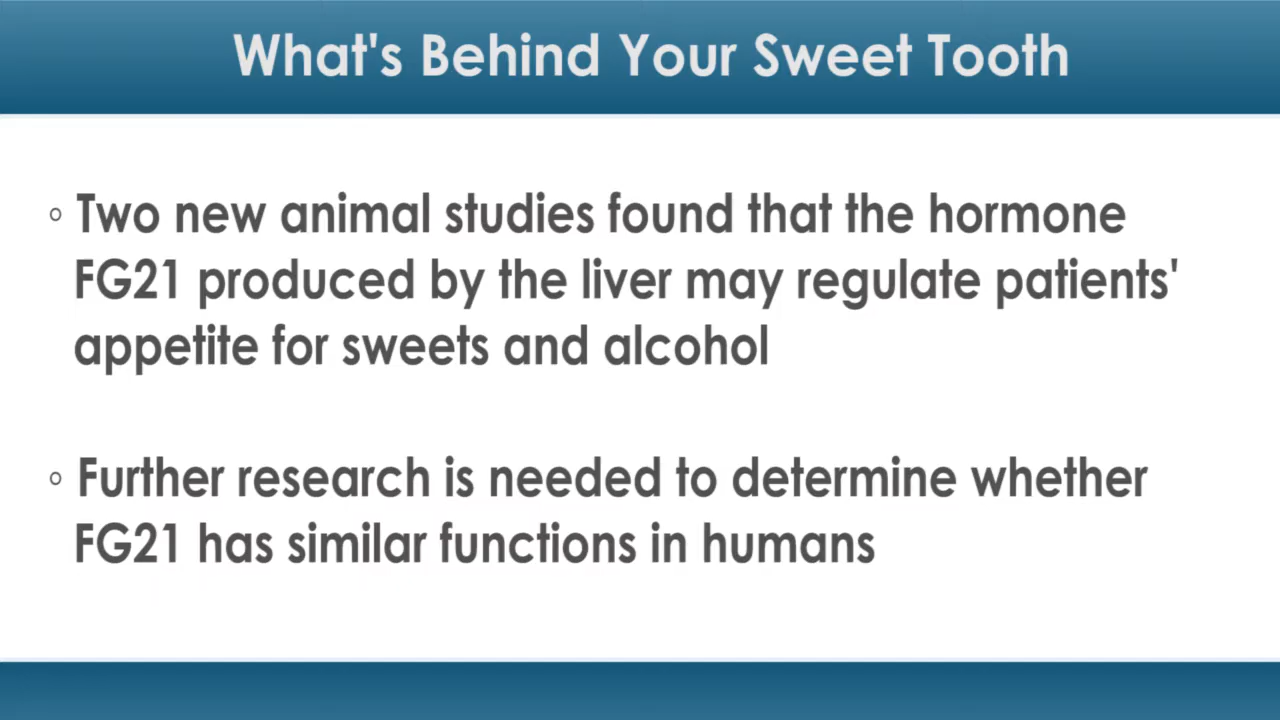 What's Behind Your Sweet Tooth
◦ Two new animal studies found that the hormone
FG21 produced by the liver may regulate patients'
appetite for sweets and alcohol
◦ Further research is needed to determine whether
FG21 has similar functions in humans